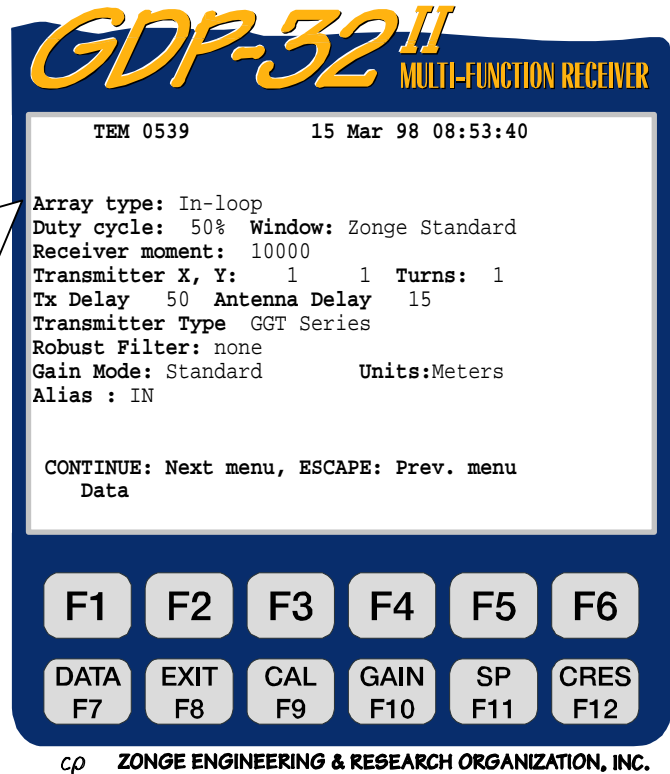 GDP-32 II
MULTI-FUNCTION RECEIVER
TEM 0539 15 Mar 98 08:53:40
Array type: In-loop
Duty cycle: 50% Window: Zonge Standard
Receiver moment: 10000
Transmitter X, Y: 1 1 Turns: 1
Tx Delay 50 Antenna Delay 15
Transmitter Type GGT Series
Robust Filter: none
Gain Mode: Standard Units:Meters
Alias : IN
CONTINUE: Next menu, ESCAPE: Prev. menu
Data
F1 F2 F3 F4 F5 F6
DATA EXIT CAL GAIN SP CRES
F7 F8 F9 F10 F11 F12
ZONGE ENGINEERING & RESEARCH ORGANIZATION, INC.